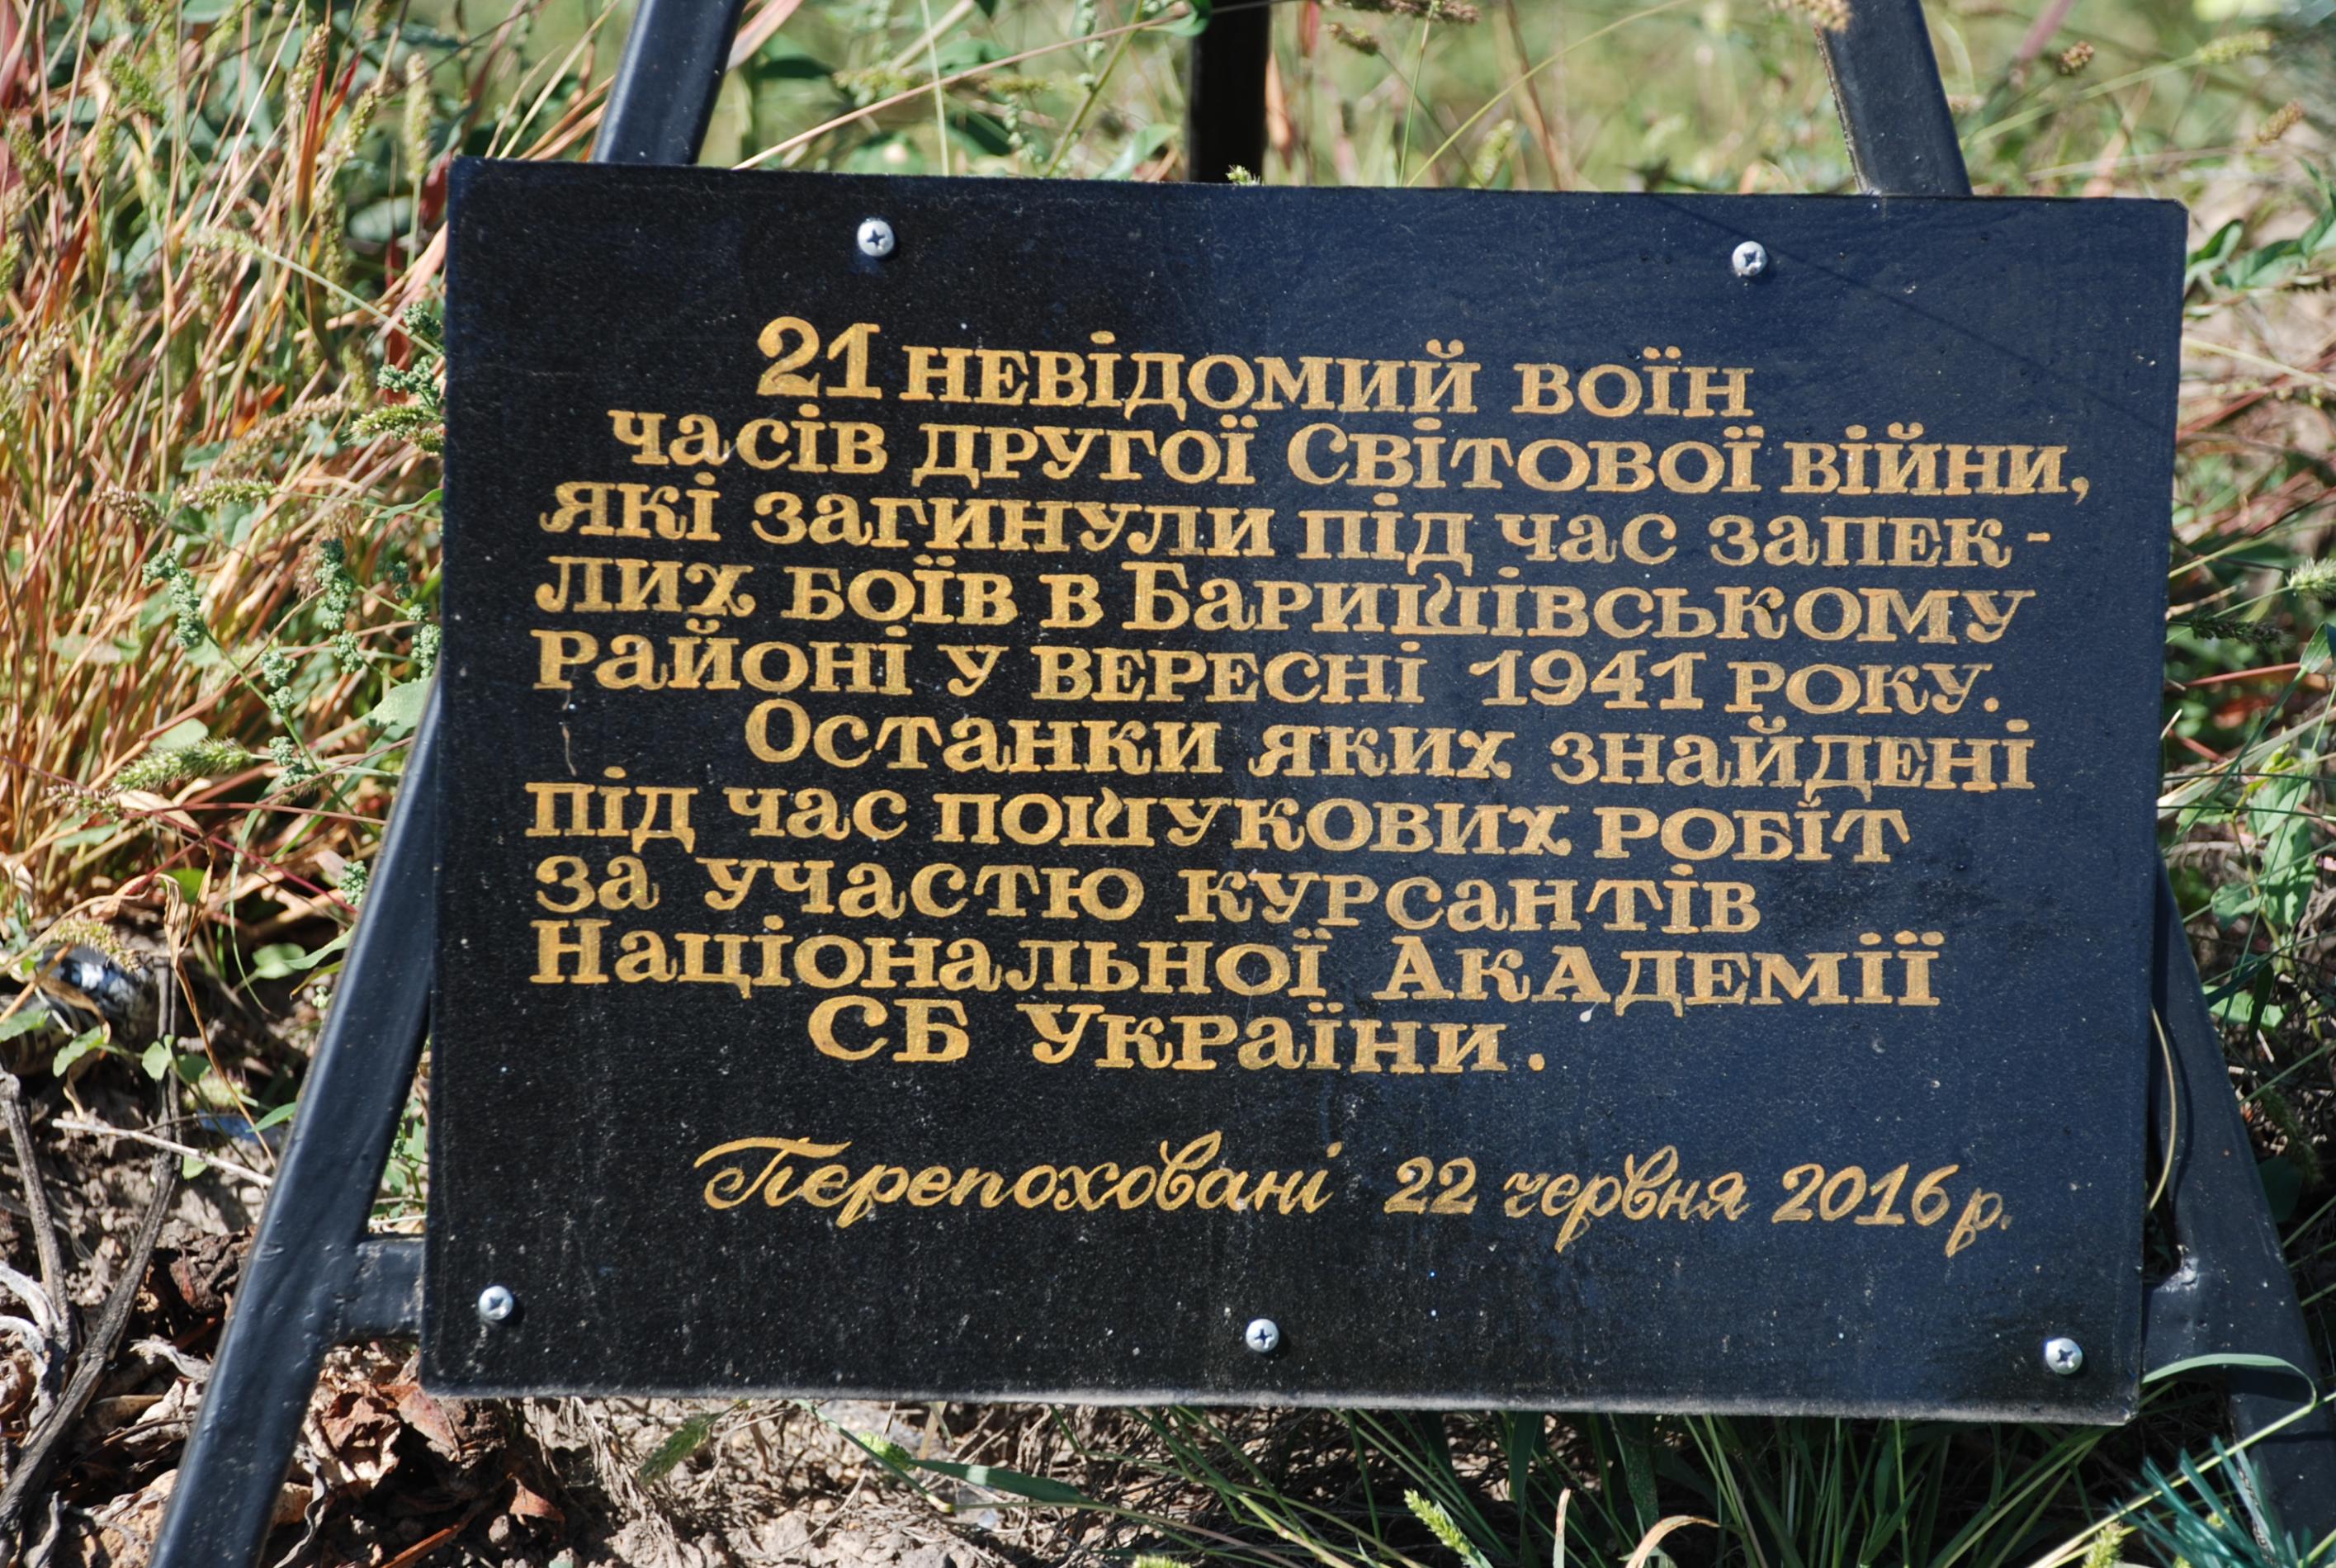 21 невідомий воїн
часів другої Світової війни,
які загинули під час запек-
лих боїв в Баришівському
районі у вересні 1941 року.
Останки яких знайдені
під час пошукових робіт
за участю курсантів
Національної Академії
СБ України.
Перепоховані 22 червня 2016 р.